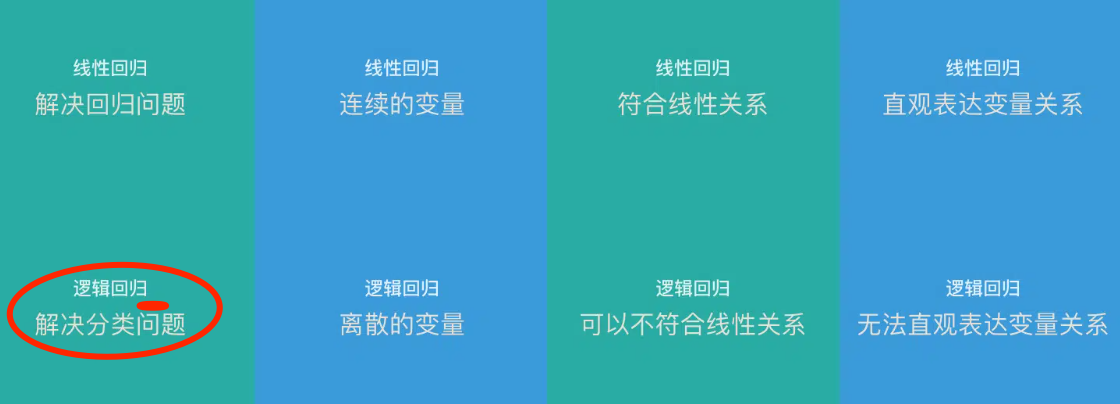 线性回归
解决回归问题
线性回归
连续的变量
线性回归
符合线性关系
线性回归
直观表达变量关系
逻辑回归
解决分类问题
逻辑回归
离散的变量
逻辑回归
可以不符合线性关系
逻辑回归
无法直观表达变量关系